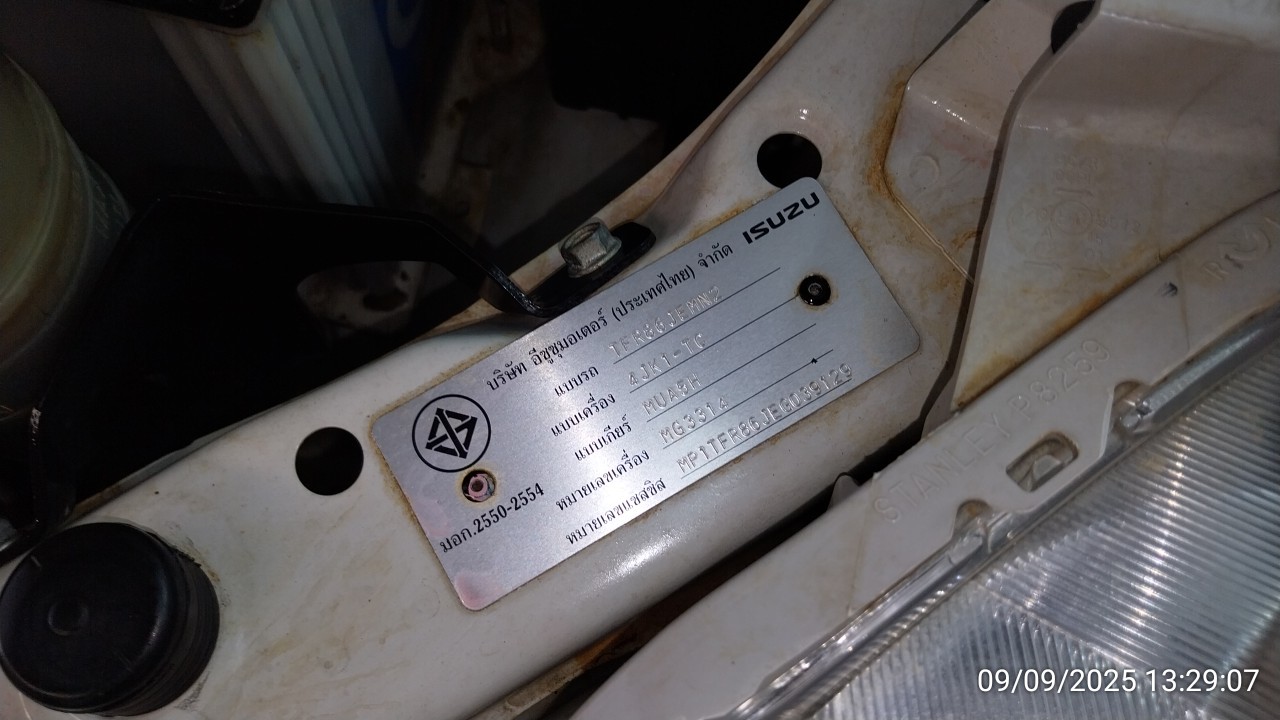 ISUZU
บริษัท อีซูซุมอเตอร์ (ประเทศไทย) จำกัด
แบบรถ TFR86JEMN2
แบบเครื่อง 4JK1-TC
แบบเกียร์ MUA5H
หมายเลขเครื่อง MG3314
หมายเลขแชสซิส MP1TFR86JEG039129
มอก.2550-2554
STANLEY P8259
09/09/2025 13:29:07